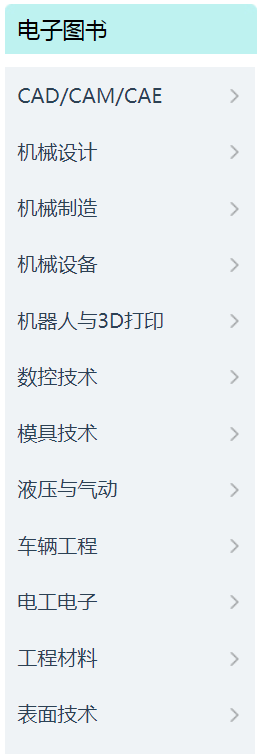 电子图书
CAD/CAM/CAE
机械设计
机械制造
机械设备
机器人与3D打印
数控技术
模具技术
液压与气动
车辆工程
电工电子
工程材料
表面技术